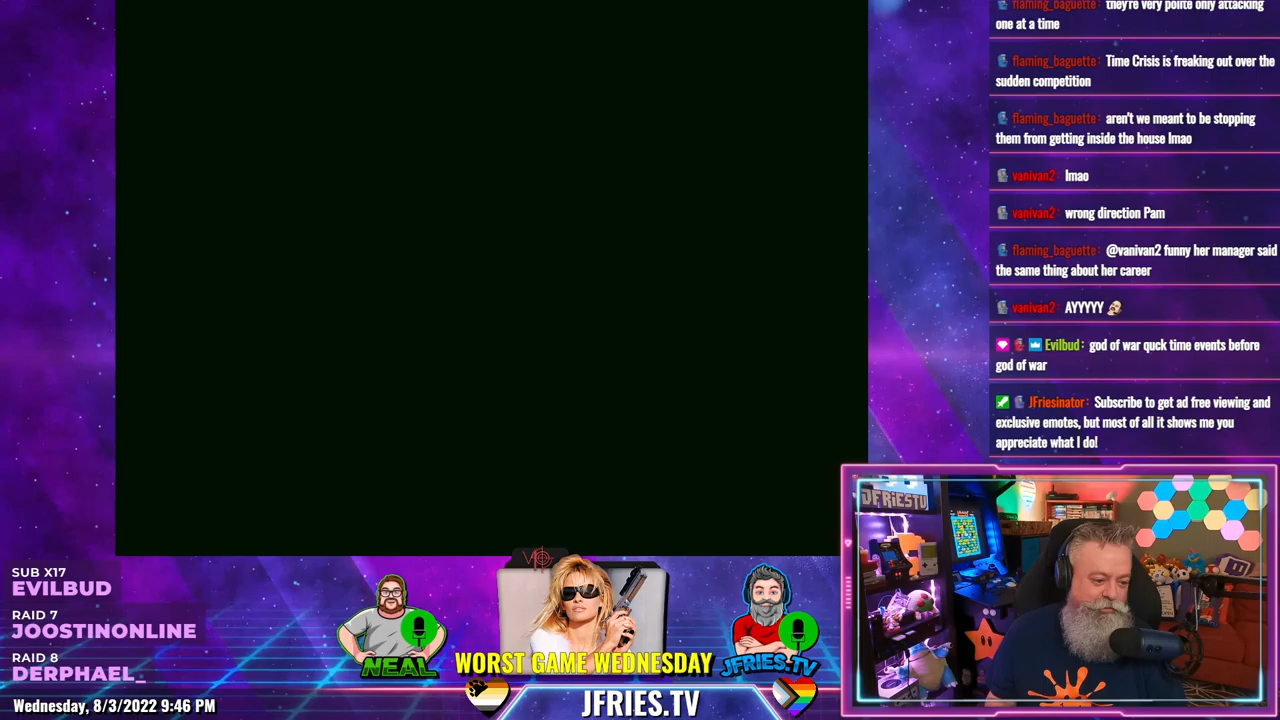 flaming_baguette: they're very polite only attacking
one at a time
flaming_baguette: Time Crisis is freaking out over the
sudden competition
flaming_baguette: aren't we meant to be stopping
them from getting inside the house lmao
vanivan2: lmao
vanivan2: wrong direction Pam
flaming_baguette: @vanivan2 funny her manager said
the same thing about her career
vanivan2: AYYYYY
Evilbud: god of war quck time events before
god of war
JFriesinator: Subscribe to get ad free viewing and
exclusive emotes, but most of all it shows me you
appreciate what I do!
JFRIESTV
SUB X17
EVILBUD
RAID 7
JOOSTINONLINE
RAID 8
DERPHAEL_
Wednesday, 8/3/2022 9:46 PM
VIP
NEAL
WORST GAME WEDNESDAY
JFRIES.TV
JFRIES.TV